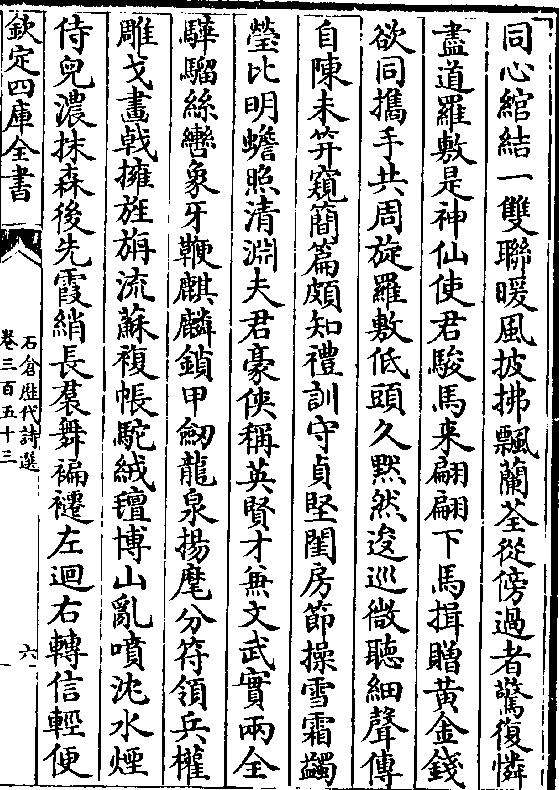 同心綰結一雙聯暖風披拂飄蘭荃從傍過者驚復憐
盡道羅敷是神仙使君駿馬来翩翩下馬揖贈黄金錢
欲同攜手共周旋羅敷低頭久黙然逡巡微聽細聲傳
自陳未笄窺簡篇頗知禮訓守貞堅閨房節操雪霜蠲
瑩比明蟾照清淵夫君豪俠稱英賢才兼文武實兩全
驊騮絲轡象牙鞭麒麟鎖甲劒龍泉揚麾分符領兵權
雕戈畫戟擁旌旃流蘇複帳駝絨氊博山亂噴沈水煙
侍兒濃抹森後先霞綃長裠舞褊褼左迴右轉信輕便
欽定四庫全書
石倉歴代詩選
卷三百五十三
六